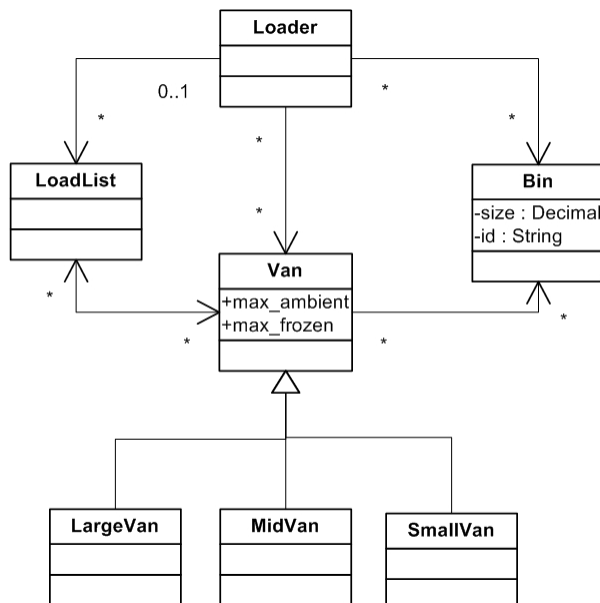 Loader
0..1
*
*
*
*
*
*
LoadList
Bin
-size : Decimal
-id : String
Van
+max_ambient
+max_frozen
*
*
*
*
LargeVan
MidVan
SmallVan